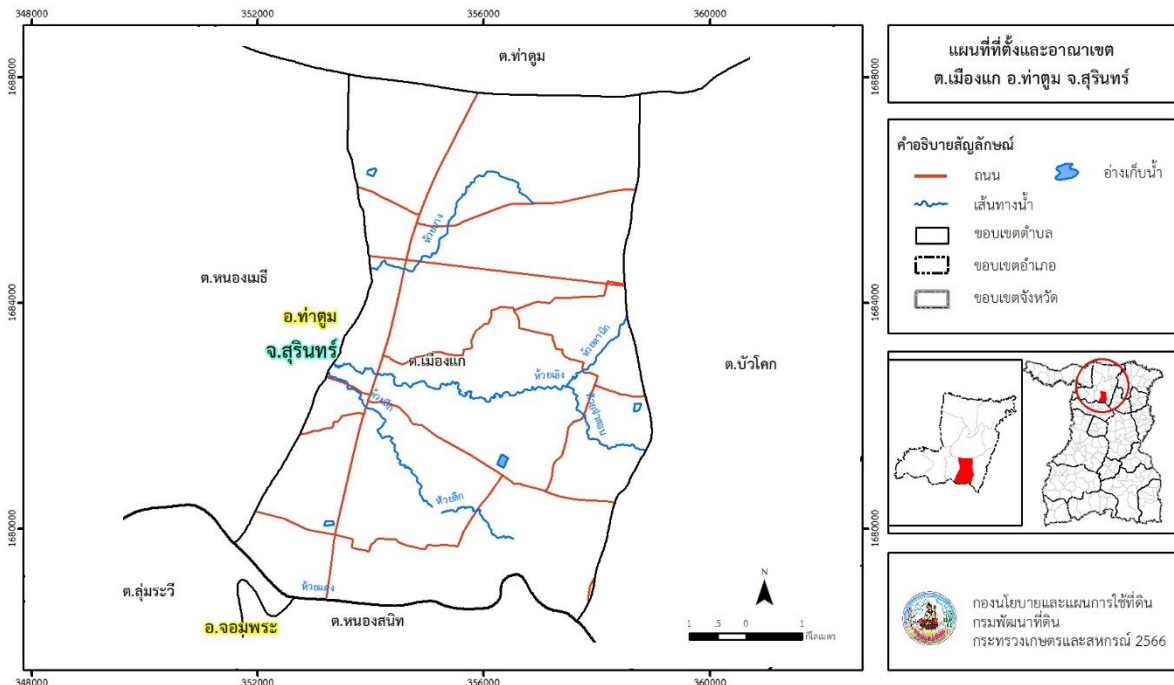 348000 352000 356000 360000
1688000 1688000
1684000 1684000
1680000 1680000
348000 352000 356000 360000
ต.ท่าตูม
ต.หนองเมธี
อ.ท่าตูม
จ.สุรินทร์
ต.เมืองแก
ต.บัวโคก
ต.ลุ่มระวี
อ.จอมพระ
ต.หนองสนิท
ห้วยเอิง
ห้วยลึก
ห้วยลึก
N
1 .5 0 1
กิโลเมตร
แผนที่ที่ตั้งและอาณาเขต
ต.เมืองแก อ.ท่าตูม จ.สุรินทร์
คำอธิบายสัญลักษณ์
ถนน
อ่างเก็บน้ำ
เส้นทางน้ำ
ขอบเขตตำบล
ขอบเขตอำเภอ
ขอบเขตจังหวัด
กองนโยบายและแผนการใช้ที่ดิน
กรมพัฒนาที่ดิน
กระทรวงเกษตรและสหกรณ์ 2566